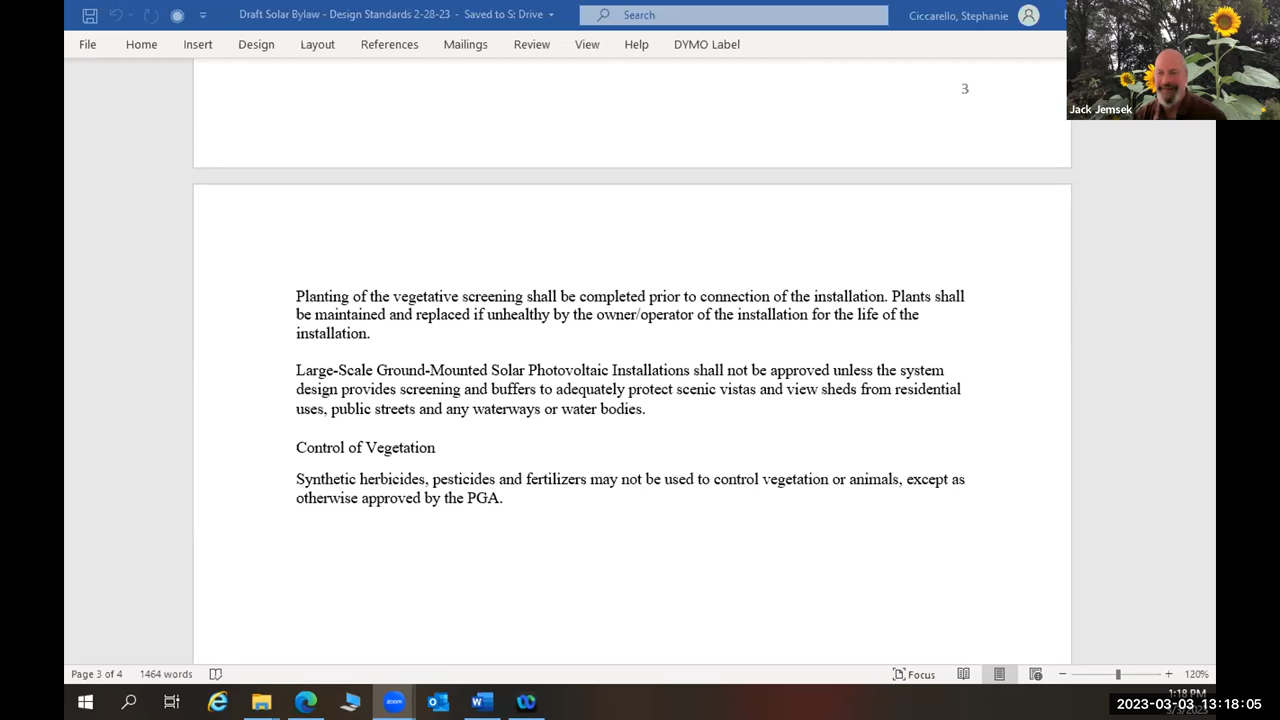 Draft Solar Bylaw - Design Standards 2-28-23 - Saved to S: Drive
Search
Ciccarello, Stephanie
File Home Insert Design Layout References Mailings Review View Help DYMO Label
Jack Jemsek
3
Planting of the vegetative screening shall be completed prior to connection of the installation. Plants shall
be maintained and replaced if unhealthy by the owner/operator of the installation for the life of the
installation.
Large-Scale Ground-Mounted Solar Photovoltaic Installations shall not be approved unless the system
design provides screening and buffers to adequately protect scenic vistas and view sheds from residential
uses, public streets and any waterways or water bodies.
Control of Vegetation
Synthetic herbicides, pesticides and fertilizers may not be used to control vegetation or animals, except as
otherwise approved by the PGA.
Page 3 of 4 1464 words Focus 120%
zoom
1:18 PM
2023-03-03 13:18:05